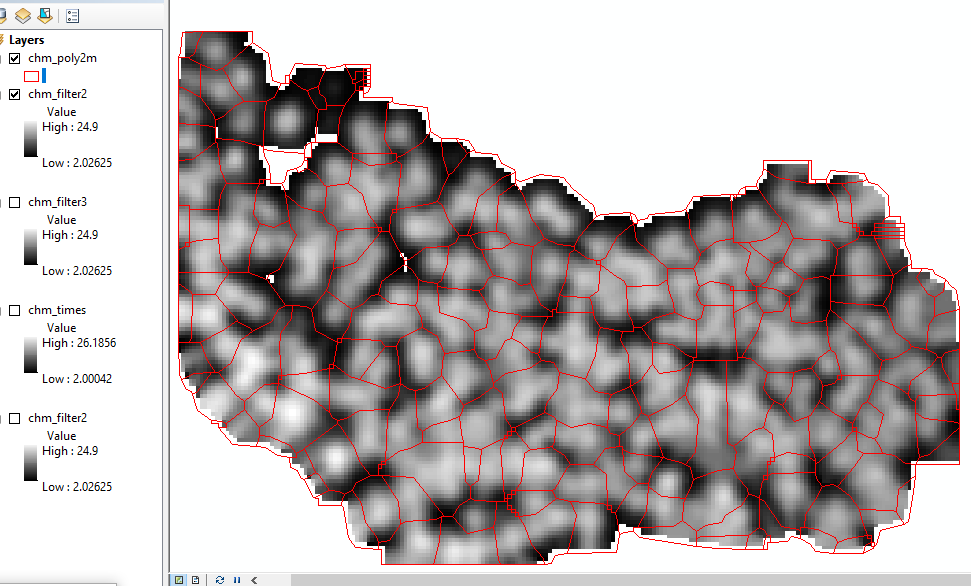 Layers
chm_poly2m
chm_filter2
Value
High : 24.9
Low : 2.02625
chm_filter3
Value
High : 24.9
Low : 2.02625
chm_times
Value
High : 26.1856
Low : 2.00042
chm_filter2
Value
High : 24.9
Low : 2.02625